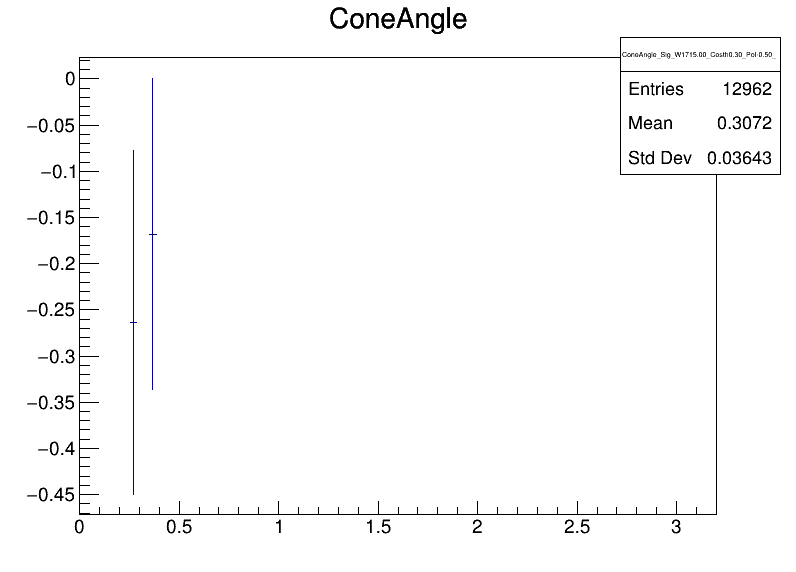 ConeAngle
ConeAngle_Sig_W1715.00_Costh0.30_Pol-0.50_
Entries 12962
Mean 0.3072
Std Dev 0.03643
0
−0.05
−0.1
−0.15
−0.2
−0.25
−0.3
−0.35
−0.4
−0.45
0 0.5 1 1.5 2 2.5 3